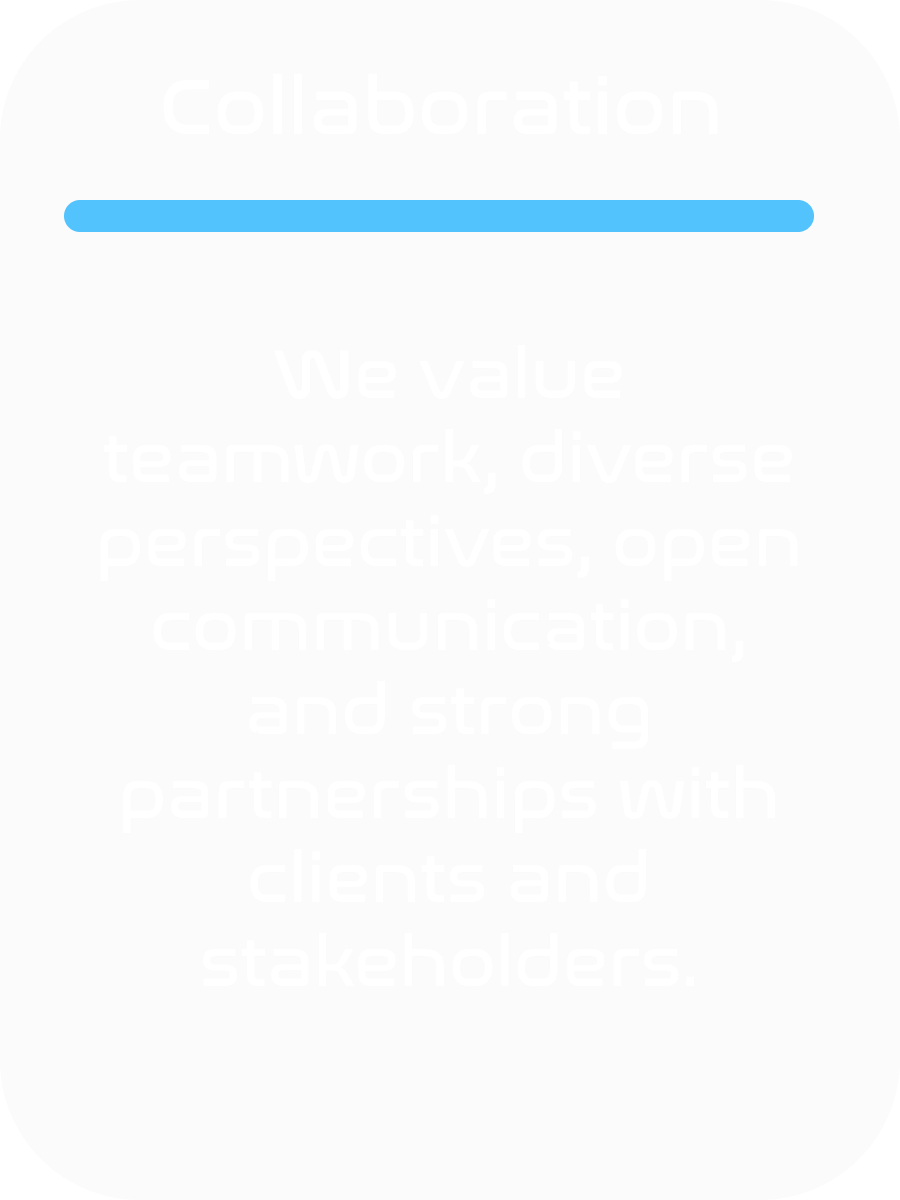 Collaboration
We value
teamwork, diverse
perspectives, open
communication,
and strong
partnerships with
clients and
stakeholders.